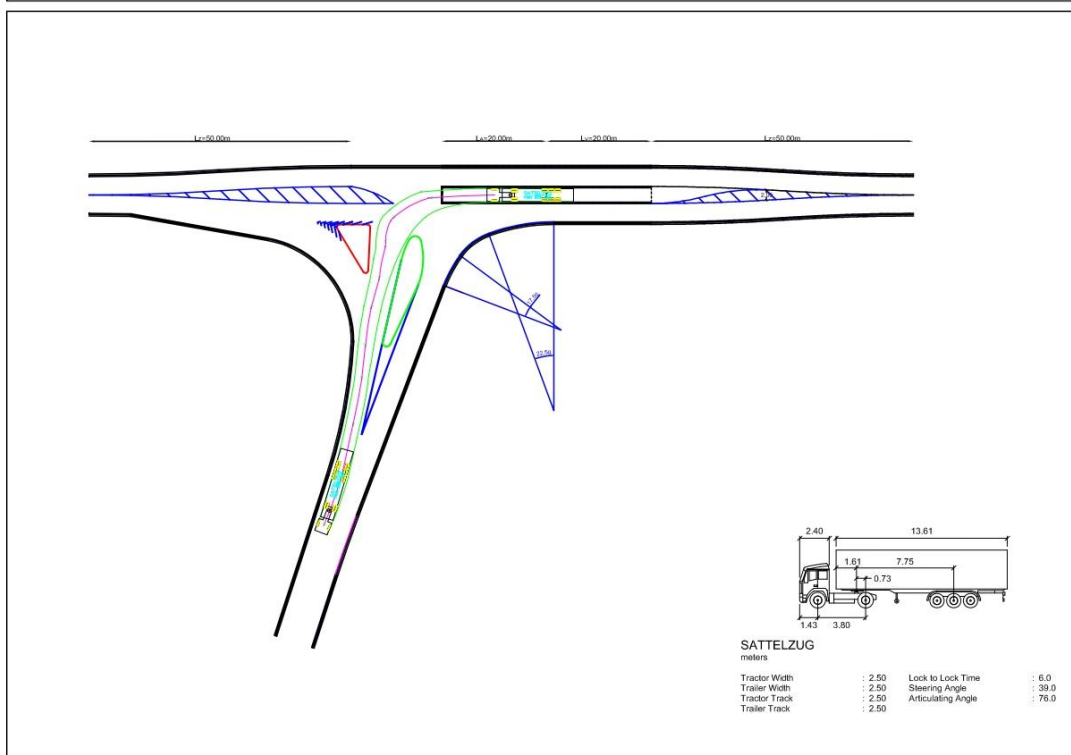 Lz=50.00m
LA=20.00m
Lv=20.00m
Lz=50.00m
22.50
2.40
13.61
1.61
7.75
0.73
1.43
3.80
SATTELZUG
meters
Tractor Width : 2.50 Lock to Lock Time : 6.0
Trailer Width : 2.50 Steering Angle : 39.0
Tractor Track : 2.50 Articulating Angle : 76.0
Trailer Track : 2.50